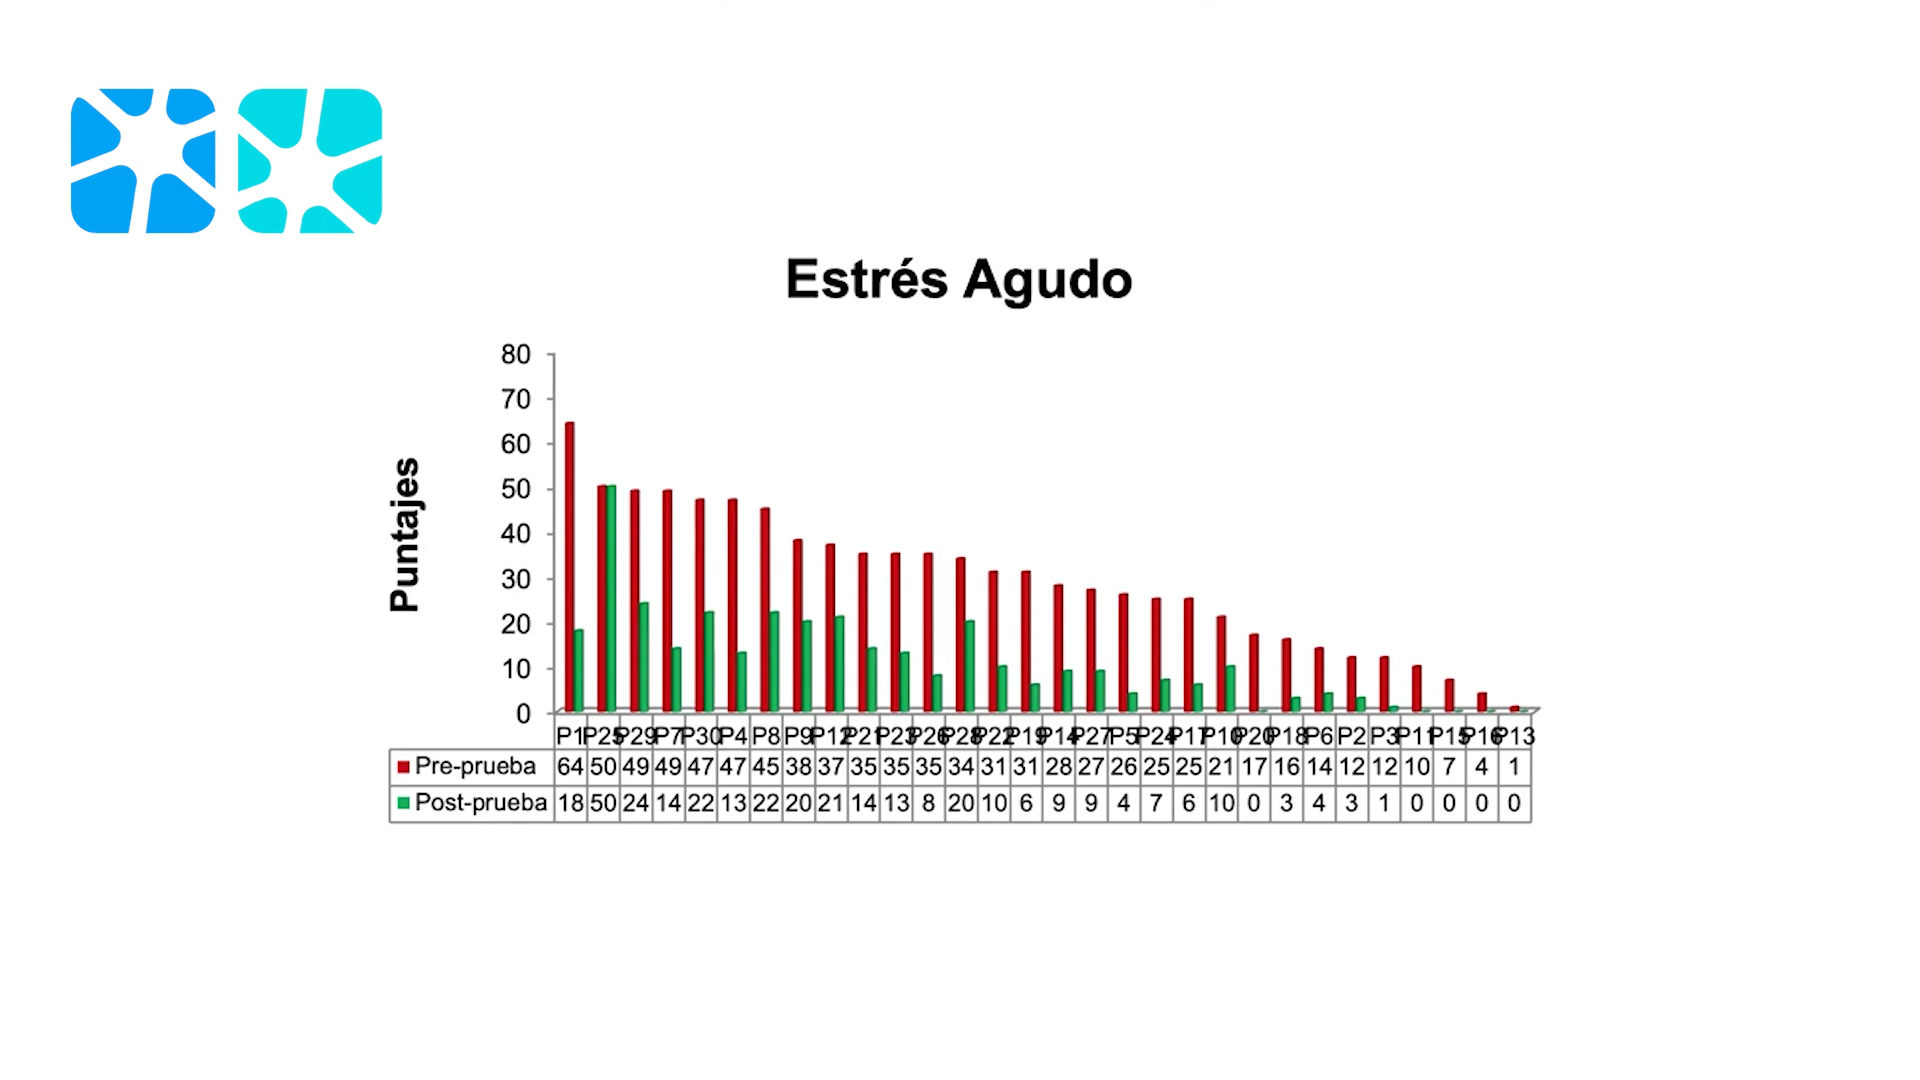 Estrés Agudo
Puntajes
80
70
60
50
40
30
20
10
0
P1 P25 P29 P7 P30 P4 P8 P9 P12 P21 P23 P26 P28 P22 P19 P14 P27 P5 P24 P17 P10 P20 P18 P6 P2 P3 P11 P15 P16 P13
Pre-prueba 64 50 49 49 47 47 45 38 37 35 35 35 34 31 31 28 27 26 25 25 21 17 16 14 12 12 10 7 4 1
Post-prueba 18 50 24 14 22 13 22 20 21 14 13 8 20 10 6 9 9 4 7 6 10 0 3 4 3 1 0 0 0 0